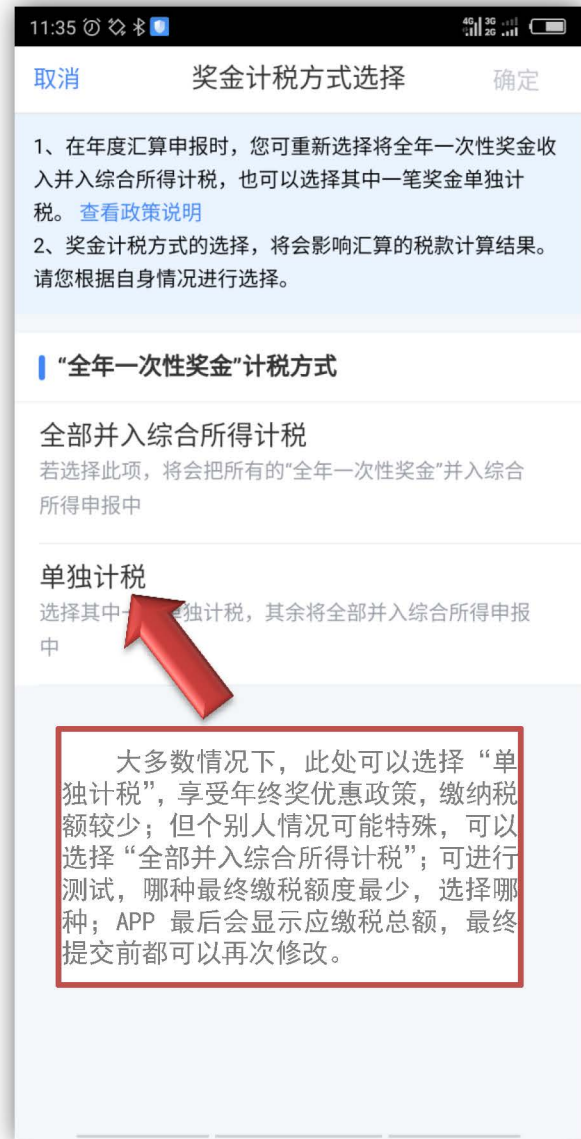 11:35
4G 3G 2G
取消 奖金计税方式选择 确定
1、在年度汇算申报时，您可重新选择将全年一次性奖金收
入并入综合所得计税，也可以选择其中一笔奖金单独计
税。 查看政策说明
2、奖金计税方式的选择，将会影响汇算的税款计算结果。
请您根据自身情况进行选择。
“全年一次性奖金”计税方式
全部并入综合所得计税
若选择此项，将会把所有的“全年一次性奖金”并入综合
所得申报中
单独计税
选择其中一 单独计税，其余将全部并入综合所得申报
中
大多数情况下，此处可以选择“单
独计税”，享受年终奖优惠政策，缴纳税
额较少；但个别人情况可能特殊，可以
选择“全部并入综合所得计税”；可进行
测试，哪种最终缴税额度最少，选择哪
种；APP 最后会显示应缴税总额，最终
提交前都可以再次修改。